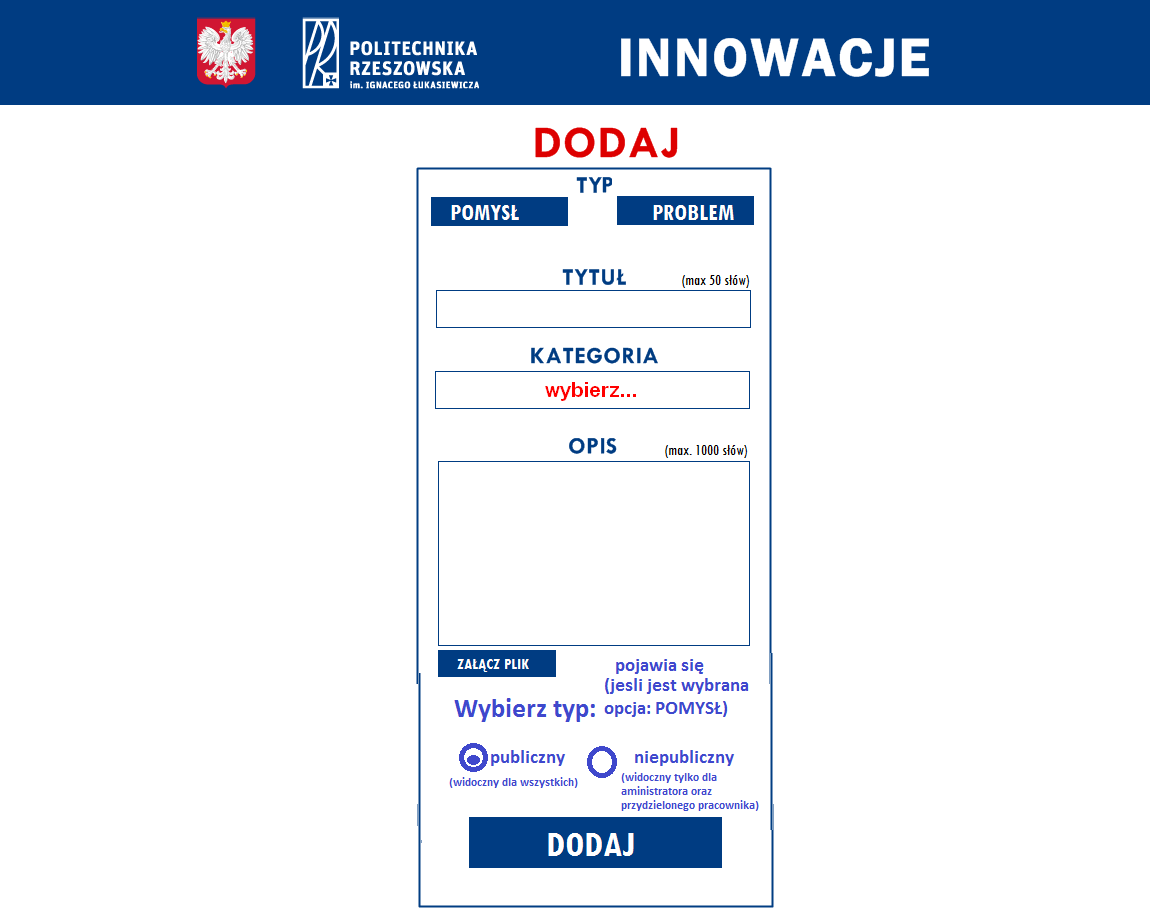 POLITECHNIKA
RZESZOWSKA
im. IGNACEGO ŁUKASIEWICZA
INNOWACJE
DODAJ
TYP
POMYSŁ PROBLEM
TYTUŁ (max 50 słów)
KATEGORIA
wybierz...
OPIS (max. 1000 słów)
ZAŁĄCZ PLIK
pojawia się
(jesli jest wybrana
Wybierz typ: opcja: POMYSŁ)
publiczny niepubliczny
(widoczny dla wszystkich) (widoczny tylko dla
aministratora oraz
przydzielonego pracownika)
DODAJ